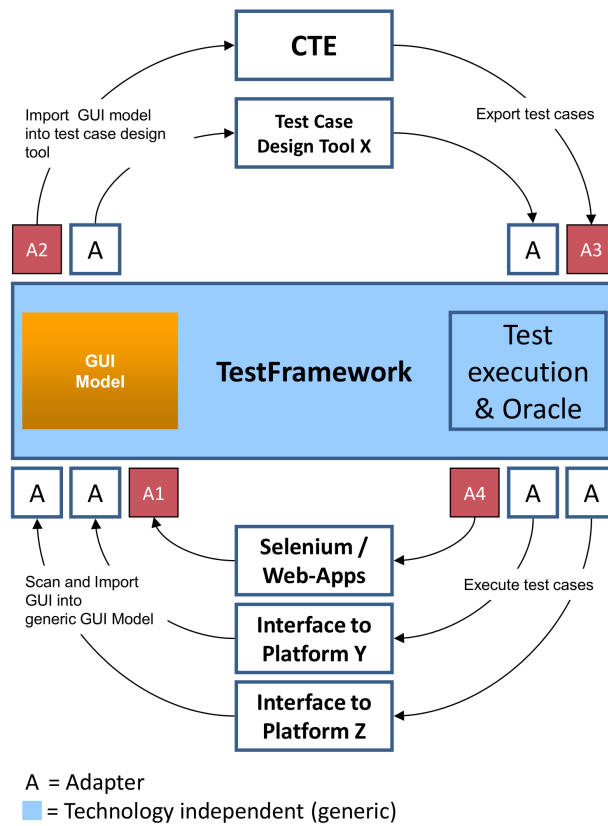 CTE
Import  GUI model
into test case design
tool
Export test cases
Test Case
Design Tool X
A2
A
A
A3
GUI
Model
TestFramework
Test
execution
& Oracle
A
A
A1
A4
A
A
Selenium /
Web-Apps
Scan and Import
GUI into
generic GUI Model
Execute test cases
Interface to
Platform Y
Interface to
Platform Z
A = Adapter
= Technology independent (generic)